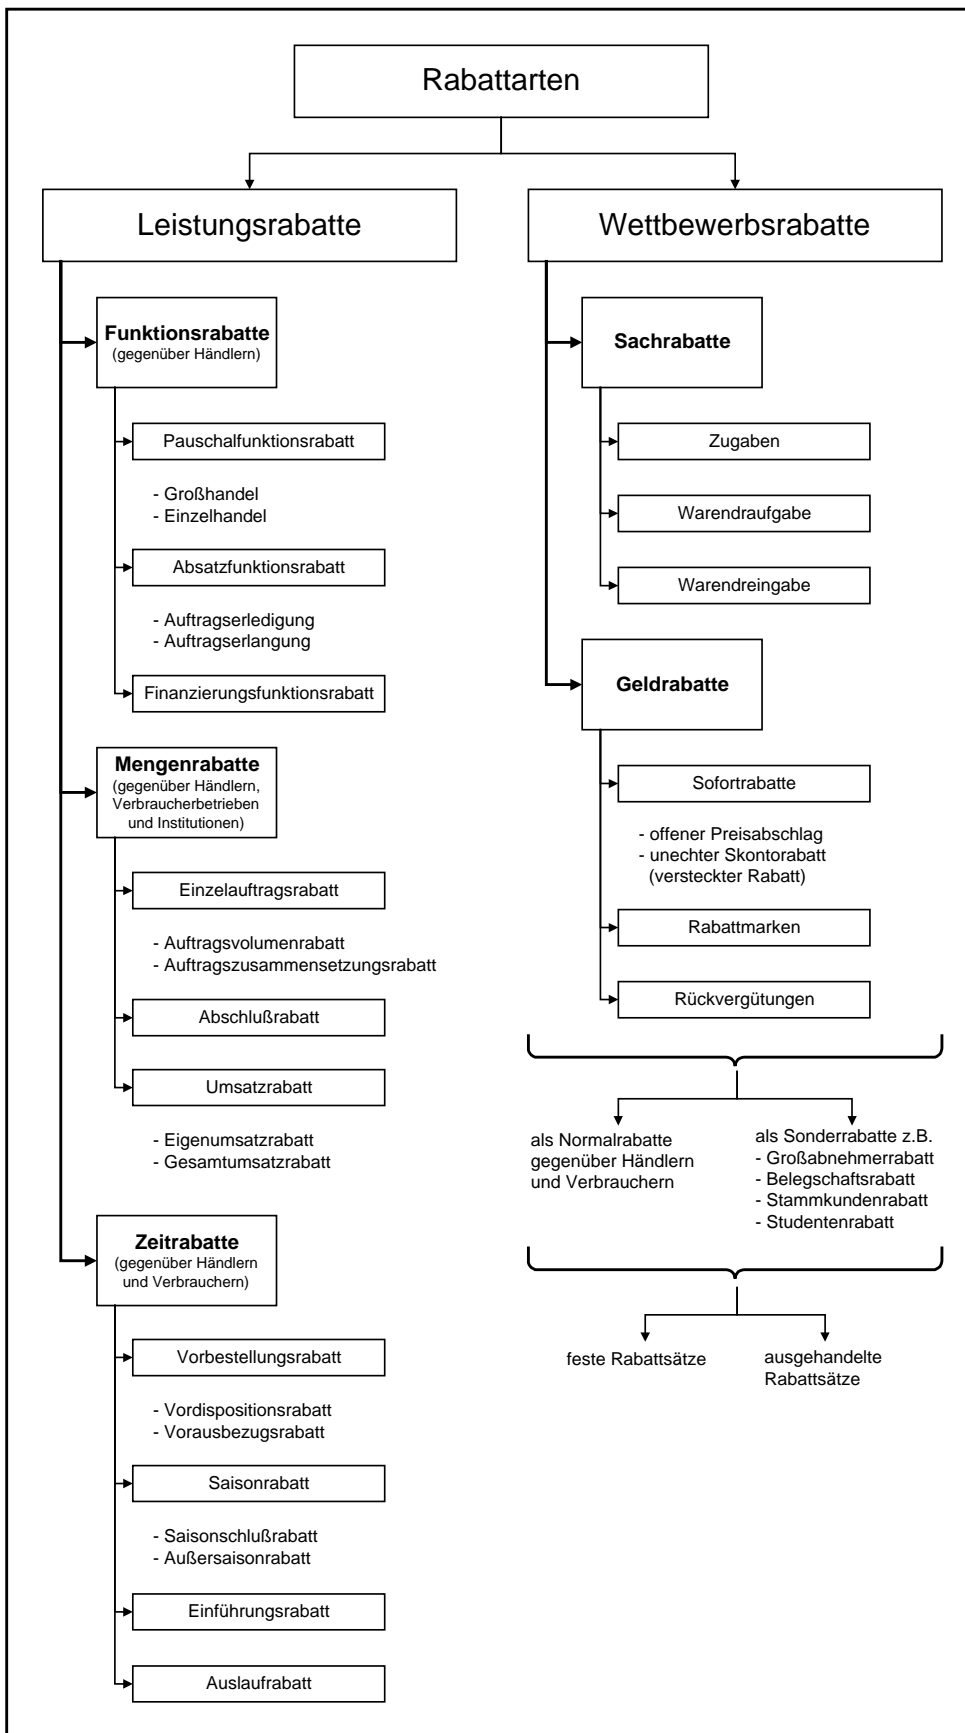 Rabattarten
Leistungsrabatte
Funktionsrabatte
(gegenüber Händlern)
Pauschalfunktionsrabatt
- Großhandel
- Einzelhandel
Absatzfunktionsrabatt
- Auftragserledigung
- Auftragserlangung
Finanzierungsfunktionsrabatt
Mengenrabatte
(gegenüber Händlern,
Verbraucherbetrieben
und Institutionen)
Einzelauftragsrabatt
- Auftragsvolumenrabatt
- Auftragszusammensetzungsrabatt
Abschlußrabatt
Umsatzrabatt
- Eigenumsatzrabatt
- Gesamtumsatzrabatt
Zeitrabatte
(gegenüber Händlern
und Verbrauchern)
Vorbestellungsrabatt
- Vordispositionsrabatt
- Vorausbezugsrabatt
Saisonrabatt
- Saisonschlußrabatt
- Außersaisonrabatt
Einführungsrabatt
Auslaufrabatt
Wettbewerbsrabatte
Sachrabatte
Zugaben
Warendraufgabe
Warendreingabe
Geldrabatte
Sofortrabatte
- offener Preisabschlag
- unechter Skontorabatt
(versteckter Rabatt)
Rabattmarken
Rückvergütungen
als Normalrabatte
gegenüber Händlern
und Verbrauchern
als Sonderrabatte z.B.
- Großabnehmerrabatt
- Belegschaftsrabatt
- Stammkundenrabatt
- Studentenrabatt
feste Rabattsätze
ausgehandelte
Rabattsätze